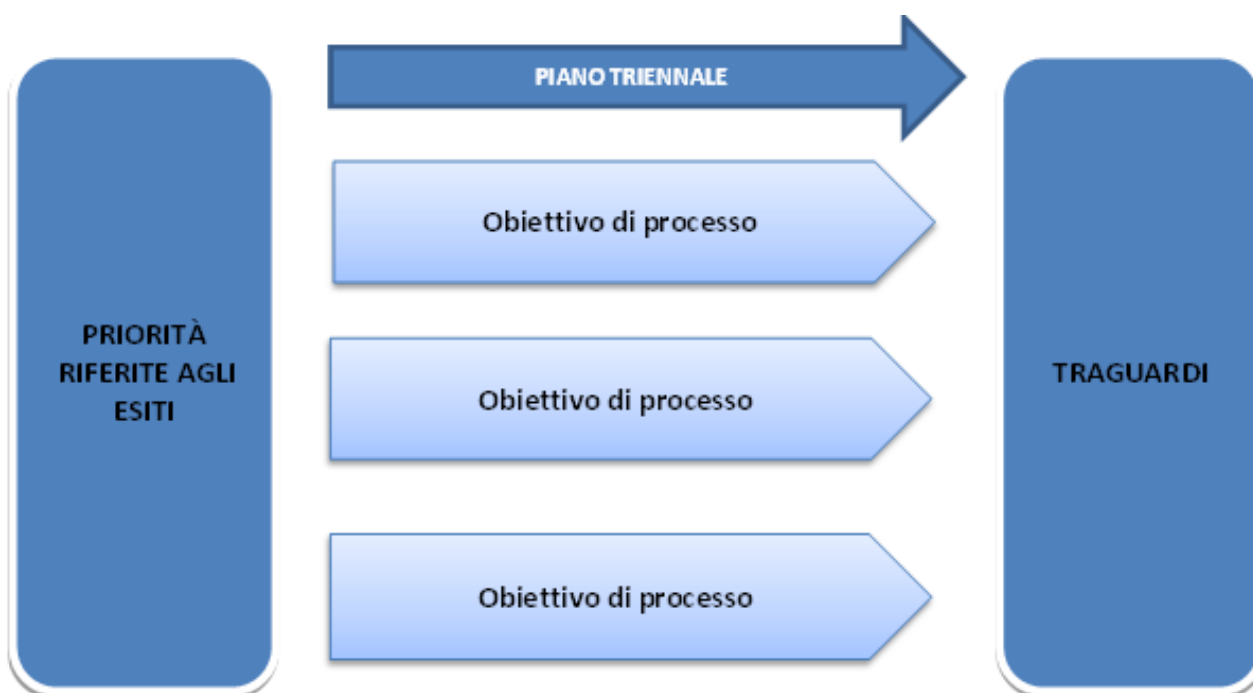 PIANO TRIENNALE
Obiettivo di processo
PRIORITÀ
RIFERITE AGLI
ESITI
Obiettivo di processo
TRAGUARDI
Obiettivo di processo